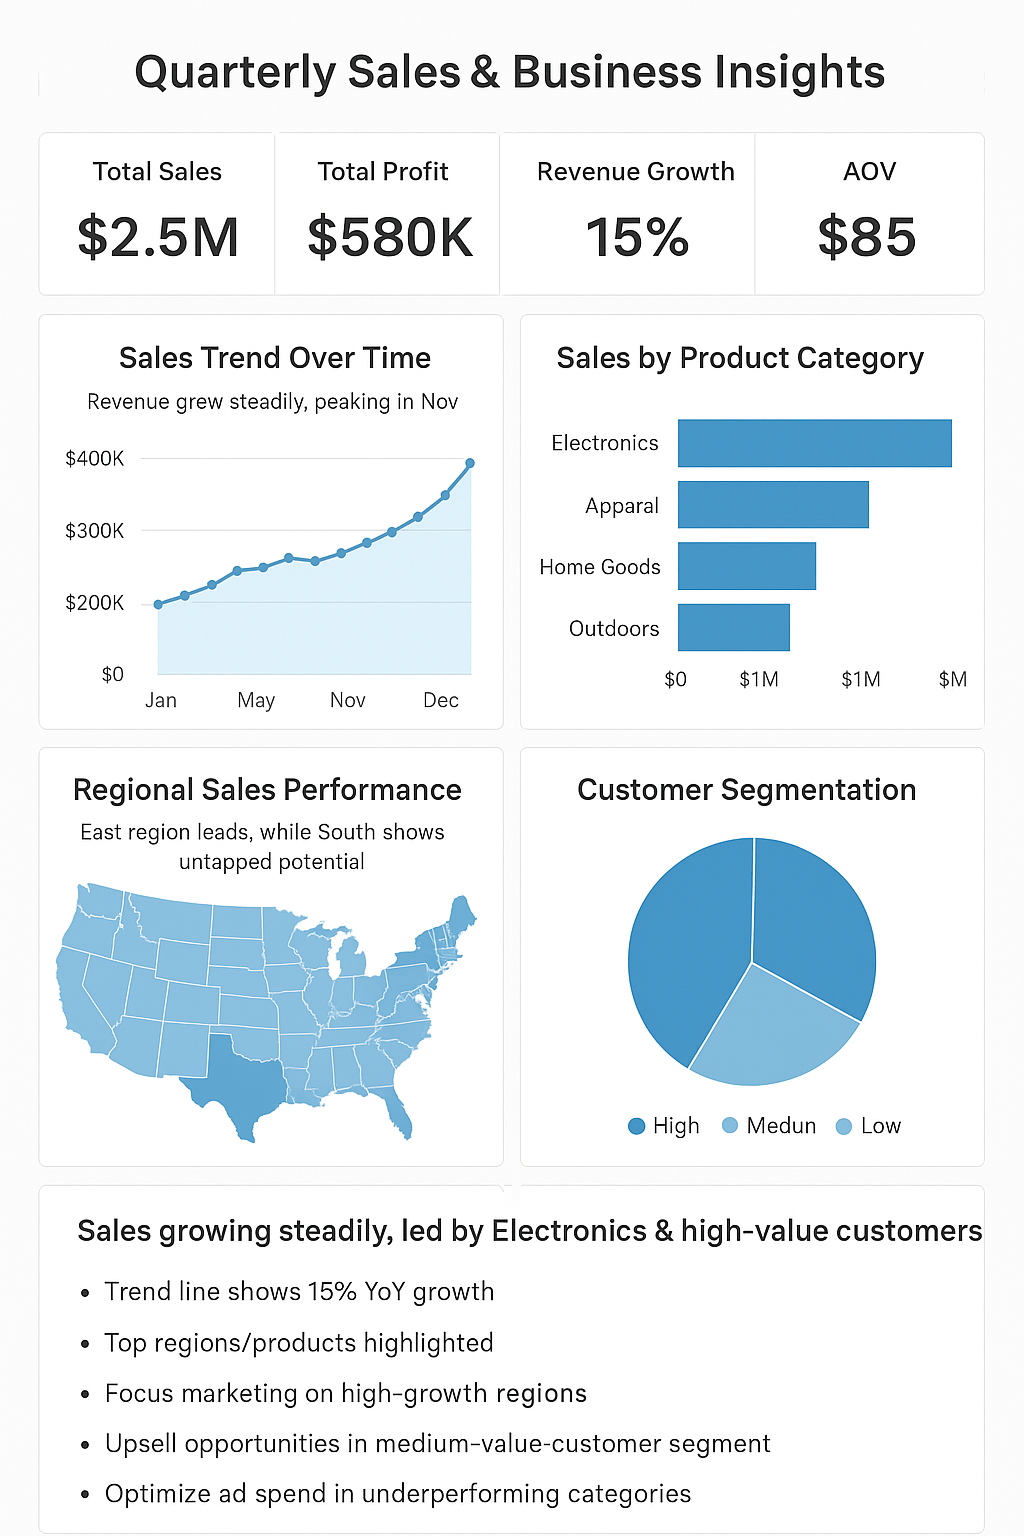 Quarterly Sales & Business Insights
Total Sales
$2.5M
Total Profit
$580K
Revenue Growth
15%
AOV
$85
Sales Trend Over Time
Revenue grew steadily, peaking in Nov
$400K
$300K
$200K
$0
Jan May Nov Dec
Sales by Product Category
Electronics
Apparal
Home Goods
Outdoors
$0 $1M $1M $M
Regional Sales Performance
East region leads, while South shows
untapped potential
Customer Segmentation
High Medun Low
Sales growing steadily, led by Electronics & high-value customers
• Trend line shows 15% YoY growth
• Top regions/products highlighted
• Focus marketing on high-growth regions
• Upsell opportunities in medium-value-customer segment
• Optimize ad spend in underperforming categories